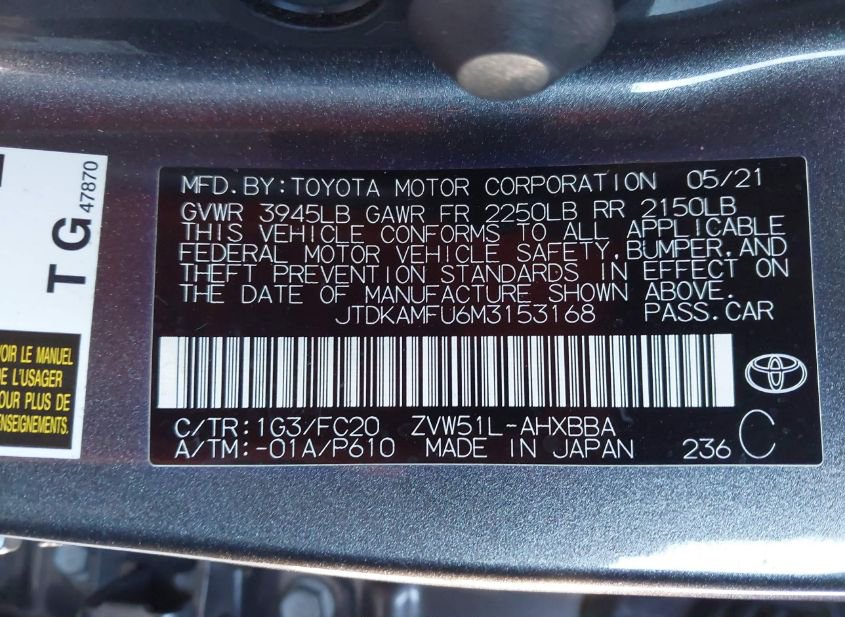 MFD.BY:TOYOTA MOTOR CORPORATION 05/21
GVWR 3945LB GAWR FR 2250LB RR 2150LB
THIS VEHICLE CONFORMS TO ALL APPLICABLE
FEDERAL MOTOR VEHICLE SAFETY,BUMPER,AND
THEFT PREVENTION STANDARDS IN EFFECT ON
THE DATE OF MANUFACTURE SHOWN ABOVE.
JTDKAMFU6M3153168 PASS.CAR
C/TR:1G3/FC20 ZVW51L-AHXBBA
A/TM:-01A/P610 MADE IN JAPAN 236 C
TG
47870
VOIR LE MANUEL
DE L'USAGER
POUR PLUS DE